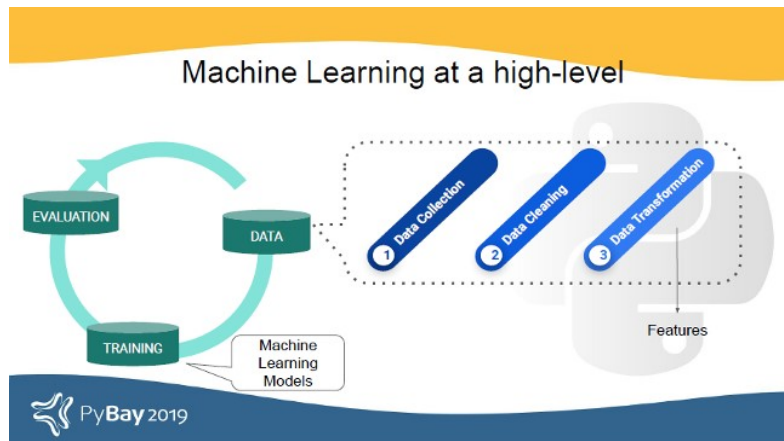 Machine Learning at a high-level
EVALUATION
DATA
TRAINING
Machine
Learning
Models
1 Data Collection
2 Data Cleaning
3 Data Transformation
Features
PyBay 2019